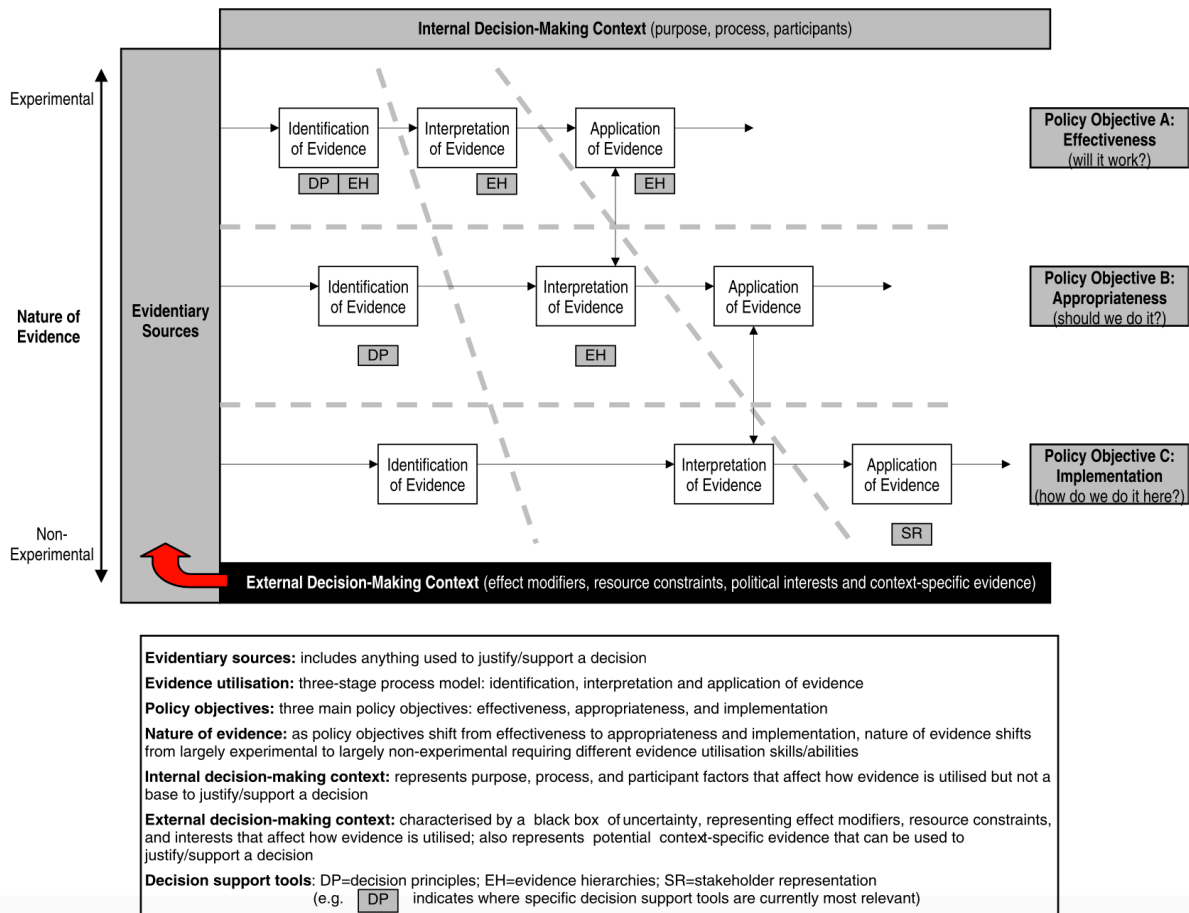 Internal Decision-Making Context (purpose, process, participants)
Experimental
Identification
of Evidence
Interpretation
of Evidence
Application
of Evidence
Policy Objective A:
Effectiveness
(will it work?)
DP EH
EH
EH
Nature of
Evidence
Evidentiary
Sources
Identification
of Evidence
Interpretation
of Evidence
Application
of Evidence
Policy Objective B:
Appropriateness
(should we do it?)
DP
EH
Identification
of Evidence
Interpretation
of Evidence
Application
of Evidence
Policy Objective C:
Implementation
(how do we do it here?)
SR
Non-
Experimental
External Decision-Making Context (effect modifiers, resource constraints, political interests and context-specific evidence)
Evidentiary sources: includes anything used to justify/support a decision
Evidence utilisation: three-stage process model: identification, interpretation and application of evidence
Policy objectives: three main policy objectives: effectiveness, appropriateness, and implementation
Nature of evidence: as policy objectives shift from effectiveness to appropriateness and implementation, nature of evidence shifts
from largely experimental to largely non-experimental requiring different evidence utilisation skills/abilities
Internal decision-making context: represents purpose, process, and participant factors that affect how evidence is utilised but not a
base to justify/support a decision
External decision-making context: characterised by a black box of uncertainty, representing effect modifiers, resource constraints,
and interests that affect how evidence is utilised; also represents potential context-specific evidence that can be used to
justify/support a decision
Decision support tools: DP=decision principles; EH=evidence hierarchies; SR=stakeholder representation
(e.g. DP indicates where specific decision support tools are currently most relevant)